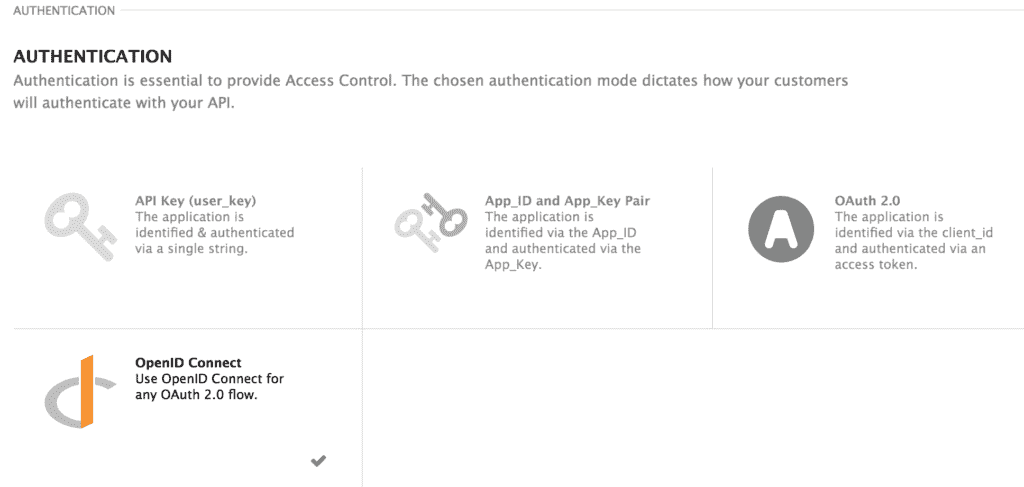 AUTHENTICATION
AUTHENTICATION
Authentication is essential to provide Access Control. The chosen authentication mode dictates how your customers
will authenticate with your API.
API Key (user_key)
The application is
identified & authenticated
via a single string.
App_ID and App_Key Pair
The application is
identified via the App_ID
and authenticated via the
App_Key.
OAuth 2.0
The application is
identified via the client_id
and authenticated via an
access token.
OpenID Connect
Use OpenID Connect for
any OAuth 2.0 flow.